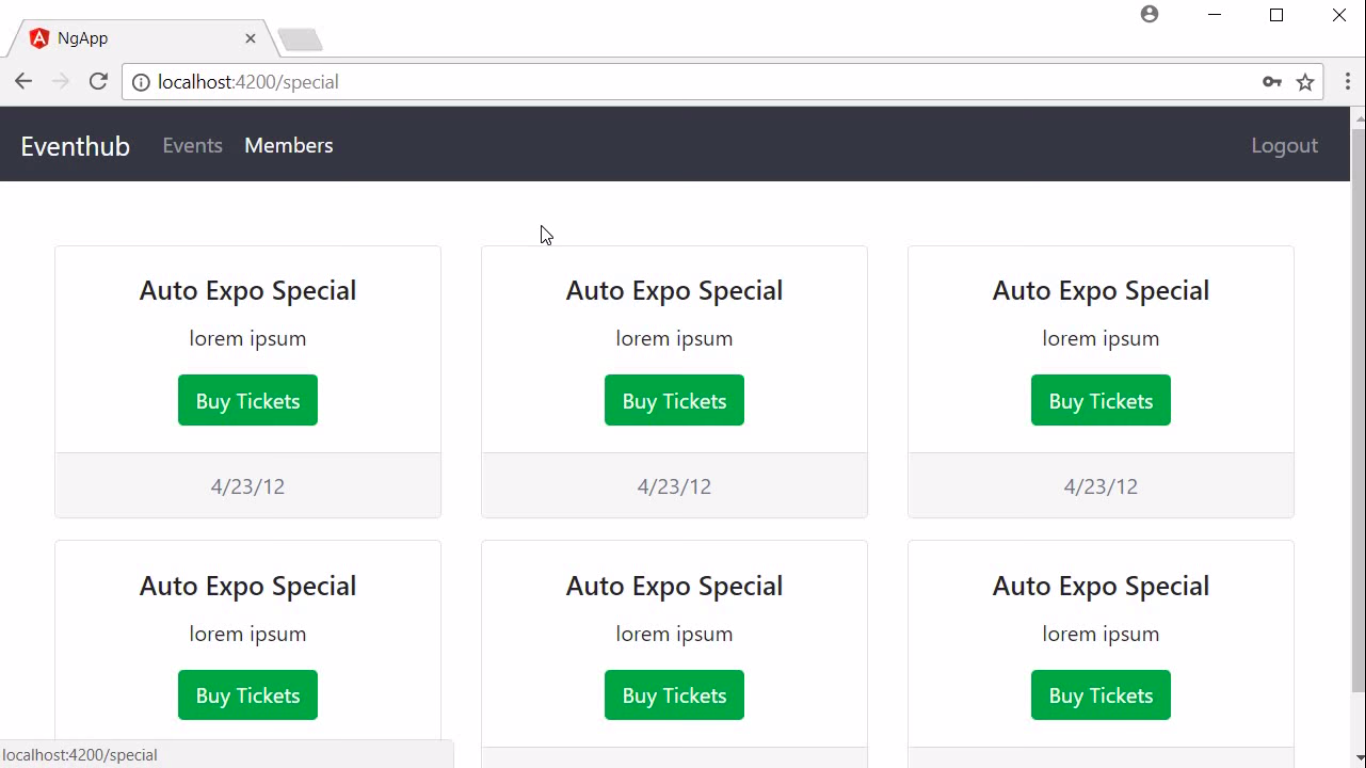 NgApp
localhost:4200/special
Eventhub Events Members Logout
Auto Expo Special Auto Expo Special Auto Expo Special
lorem ipsum lorem ipsum lorem ipsum
Buy Tickets Buy Tickets Buy Tickets
4/23/12 4/23/12 4/23/12
Auto Expo Special Auto Expo Special Auto Expo Special
lorem ipsum lorem ipsum lorem ipsum
Buy Tickets Buy Tickets Buy Tickets
localhost:4200/special